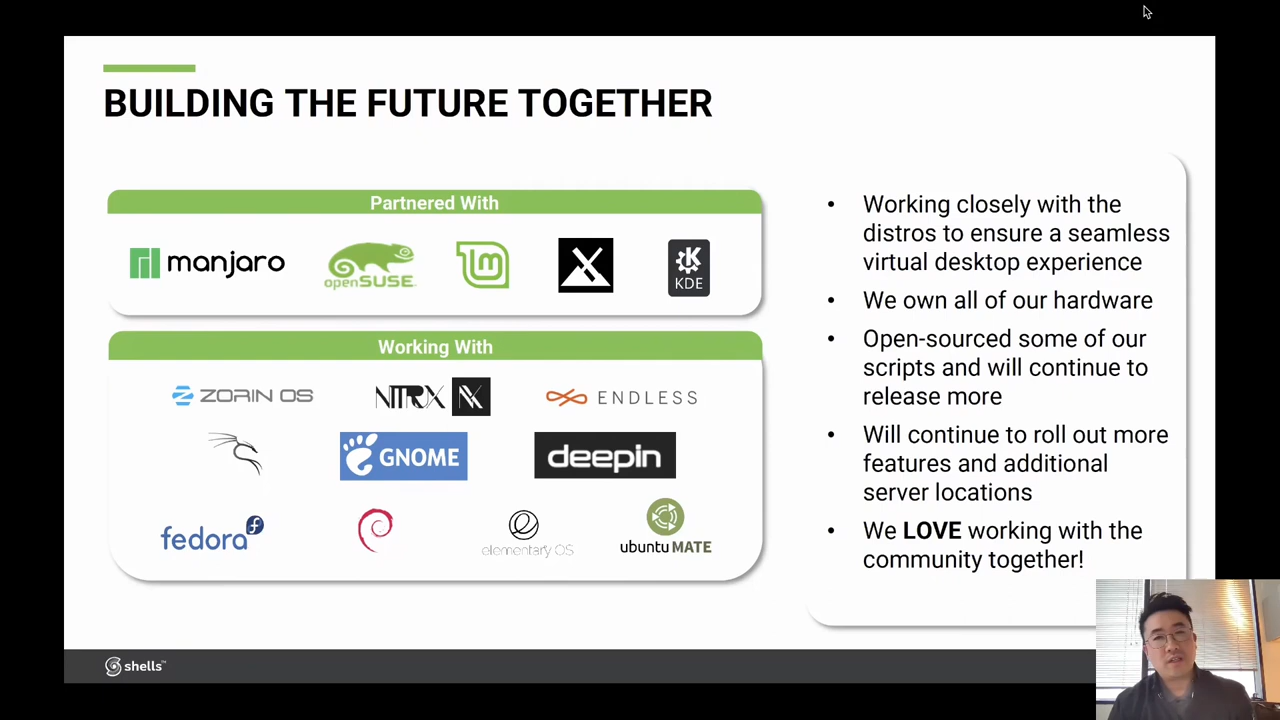 BUILDING THE FUTURE TOGETHER
Partnered With
manjaro
openSUSE
KDE
Working With
ZORIN OS
NITRUX
ENDLESS
GNOME
deepin
fedora
elementary OS
ubuntu MATE
• Working closely with the
distros to ensure a seamless
virtual desktop experience
• We own all of our hardware
• Open-sourced some of our
scripts and will continue to
release more
• Will continue to roll out more
features and additional
server locations
• We LOVE working with the
community together!
shells™